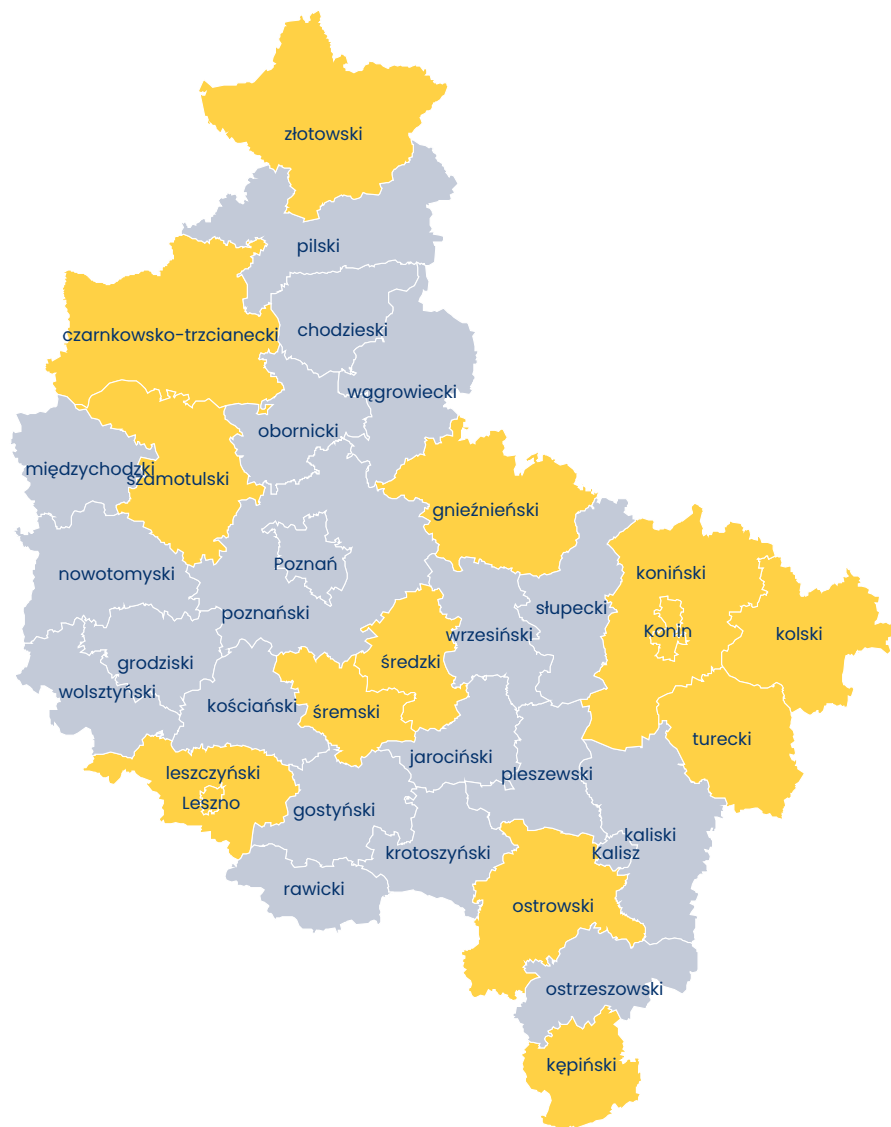 złotowski
pilski
chodzieski
czarnkowsko-trzcianecki
wągrowiecki
obornicki
międzychodzki
szamotulski
gnieźnieński
Poznań
nowotomyski
koniński
poznański
słupecki
wrzesiński
Konin
kolski
grodziski
średzki
wolsztyński
kościański
śremski
turecki
jarociński
leszczyński
pleszewski
Leszno
gostyński
kaliski
krotoszyński
Kalisz
rawicki
ostrowski
ostrzeszowski
kępiński